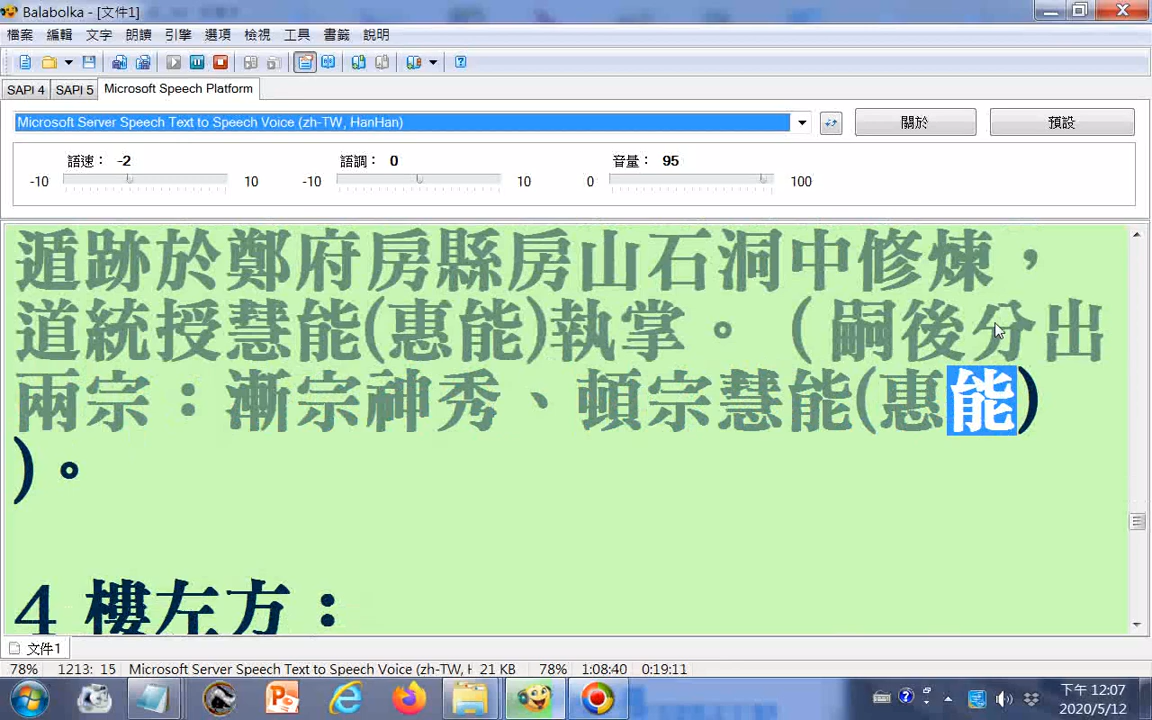 Balabolka - [文件1]
檔案 編輯 文字 朗讀 引擎 選項 檢視 工具 書籤 說明
SAPI 4 SAPI 5 Microsoft Speech Platform
Microsoft Server Speech Text to Speech Voice (zh-TW, HanHan)
關於 預設
語速： -2 語調： 0 音量： 95
-10 10 -10 10 0 100
遁跡於鄭府房縣房山石洞中修煉，
道統授慧能(惠能)執掌。（嗣後分出
兩宗：漸宗神秀、頓宗慧能(惠能)
)。
4 樓左方：
文件1
78% 1213: 15 Microsoft Server Speech Text to Speech Voice (zh-TW, H 21 KB 78% 1:08:40 0:19:11
下午 12:07
2020/5/12